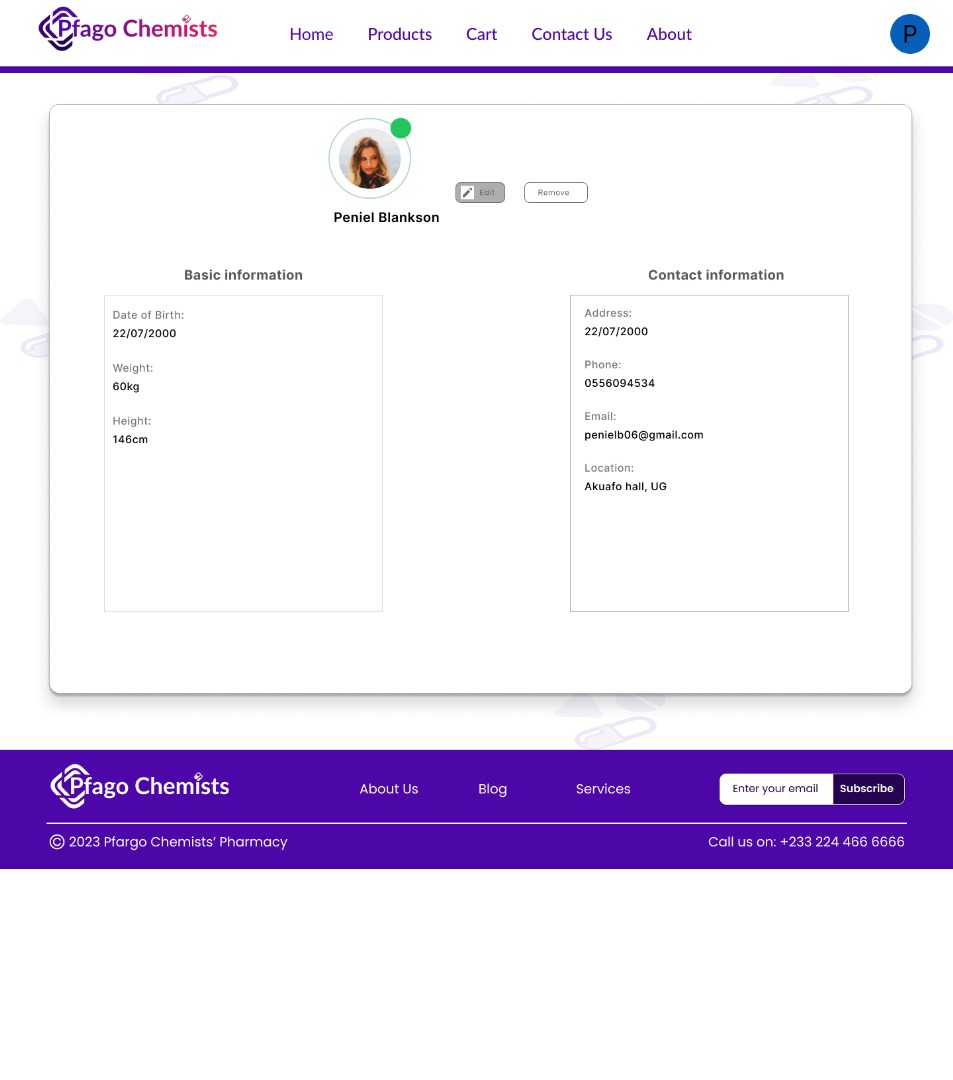 Pfago Chemists
Home Products Cart Contact Us About
P
Edit
Remove
Peniel Blankson
Basic information
Date of Birth:
22/07/2000
Weight:
60kg
Height:
146cm
Contact information
Address:
22/07/2000
Phone:
0556094534
Email:
penielb06@gmail.com
Location:
Akuafo hall, UG
Pfago Chemists
About Us Blog Services
Enter your email Subscribe
© 2023 Pfargo Chemists’ Pharmacy
Call us on: +233 224 466 6666